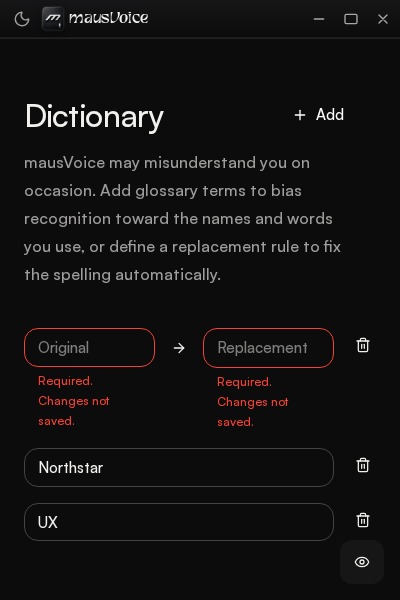 mausVoice
Dictionary
Add
mausVoice may misunderstand you on
occasion. Add glossary terms to bias
recognition toward the names and words
you use, or define a replacement rule to fix
the spelling automatically.
Original
Replacement
Required.
Changes not
saved.
Required.
Changes not
saved.
Northstar
UX